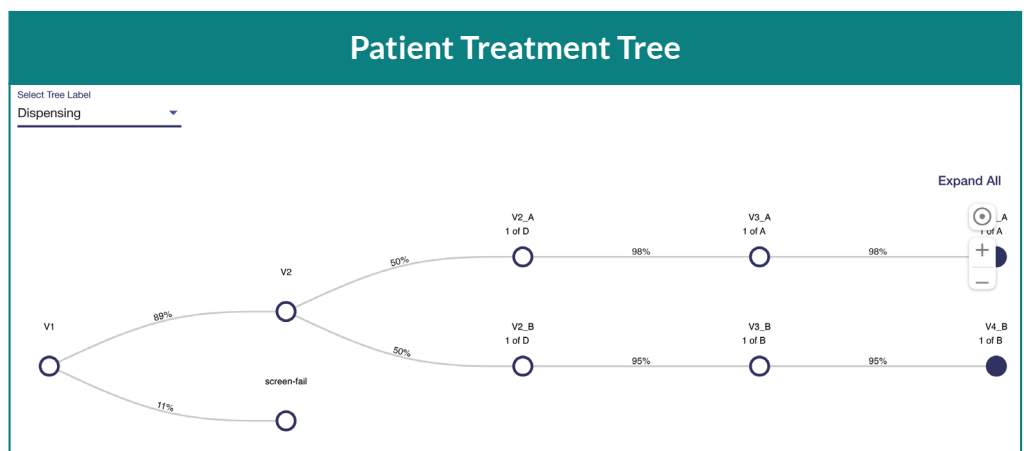 Patient Treatment Tree
Select Tree Label
Dispensing
Expand All
V2_A
1 of D
V3_A
1 of A
_A
of A
98%
98%
50%
V2
89%
V1
V2_B
1 of D
V3_B
1 of B
V4_B
1 of B
50%
95%
95%
screen-fail
11%